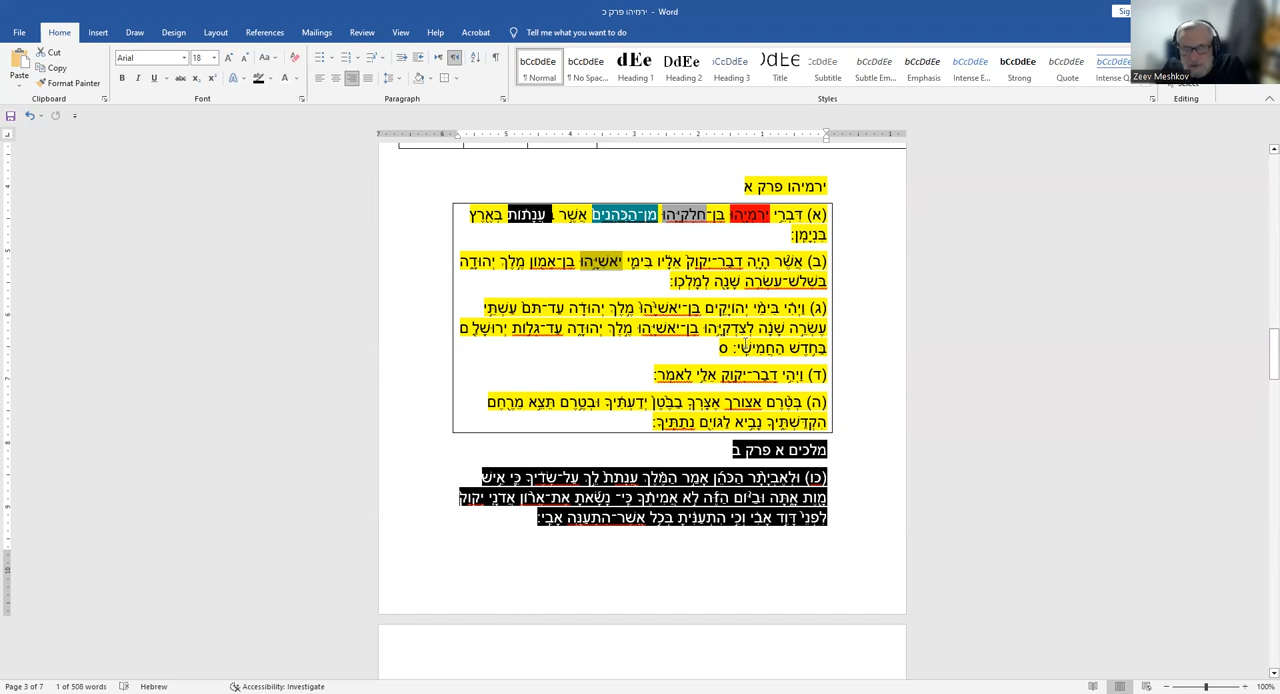 ירמיהו פרק כ - Word
File Home Insert Draw Design Layout References Mailings Review View Help Acrobat Tell me what you want to do
Cut
Copy
Format Painter
Paste
Arial 18
AaBbCcDdEe
¶ Normal ¶ No Spac... Heading 1 Heading 2 Heading 3 Title Subtitle Subtle Em... Emphasis Intense E... Strong Quote Intense Q...
Clipboard Font Paragraph Styles Editing
Zeev Meshkov
ירמיהו פרק א
(א) דִּבְרֵי יִרְמְיָהוּ בֶּן־חִלְקִיָּהוּ מִן־הַכֹּהֲנִים אֲשֶׁר בַּעֲנָתוֹת בְּאֶרֶץ
בִּנְיָמִן:
(ב) אֲשֶׁר הָיָה דְבַר־יְקֹוָק אֵלָיו בִּימֵי יֹאשִׁיָּהוּ בֶן־אָמוֹן מֶלֶךְ יְהוּדָה
בִּשְׁלֹשׁ־עֶשְׂרֵה שָׁנָה לְמָלְכוֹ:
(ג) וַיְהִי בִּימֵי יְהוֹיָקִים בֶּן־יֹאשִׁיָּהוּ מֶלֶךְ יְהוּדָה עַד־תֹּם עַשְׁתֵּי
עֶשְׂרֵה שָׁנָה לְצִדְקִיָּהוּ בֶן־יֹאשִׁיָּהוּ מֶלֶךְ יְהוּדָה עַד־גְּלוֹת יְרוּשָׁלִַם
בַּחֹדֶשׁ הַחֲמִישִׁי: ס
(ד) וַיְהִי דְבַר־יְקֹוָק אֵלַי לֵאמֹר:
(ה) בְּטֶרֶם אצורך אֶצָּרְךָ בַבֶּטֶן יְדַעְתִּיךָ וּבְטֶרֶם תֵּצֵא מֵרֶחֶם
הִקְדַּשְׁתִּיךָ נָבִיא לַגּוֹיִם נְתַתִּיךָ:
מלכים א פרק ב
(כו) וּלְאֶבְיָתָר הַכֹּהֵן אָמַר הַמֶּלֶךְ עֲנָתֹת לֵךְ עַל־שָׂדֶיךָ כִּי אִישׁ
מָוֶת אָתָּה וּבַיּוֹם הַזֶּה לֹא אֲמִיתֶךָ כִּי־ נָשָׂאתָ אֶת־אֲרוֹן אֲדֹנָי יְקֹוִק
לִפְנֵי דָּוִד אָבִי וְכִי הִתְעַנִּיתָ בְּכֹל אֲשֶׁר־הִתְעַנָּה אָבִי:
Page 3 of 7 1 of 508 words Hebrew Accessibility: Investigate 100%